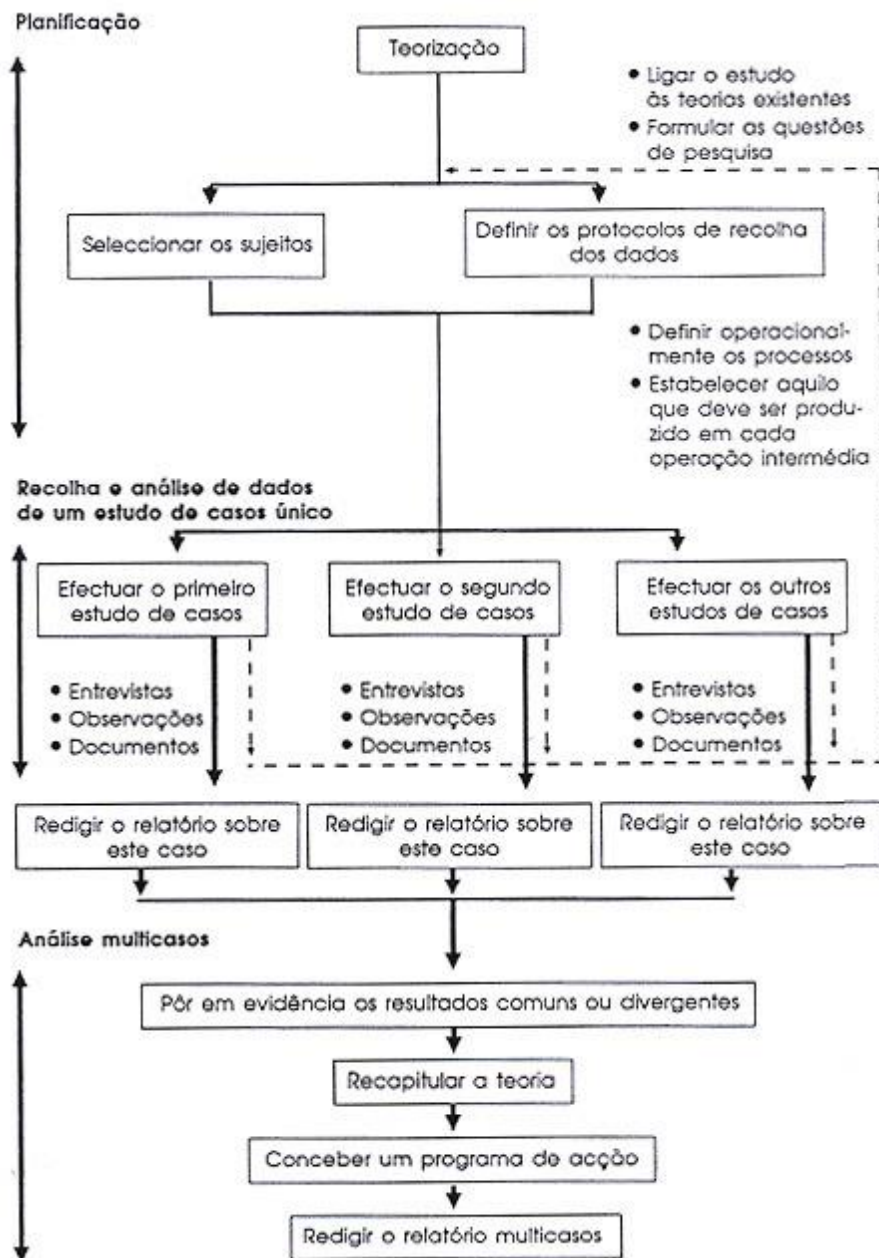 Planificação
Teorização
• Ligar o estudo
às teorias existentes
• Formular as questões
de pesquisa
Seleccionar os sujeitos
Definir os protocolos de recolha
dos dados
• Definir operacional-
mente os processos
• Estabelecer aquilo
que deve ser produ-
zido em cada
operação intermédia
Recolha e análise de dados
de um estudo de casos único
Efectuar o primeiro
estudo de casos
Efectuar o segundo
estudo de casos
Efectuar os outros
estudos de casos
• Entrevistas
• Observações
• Documentos
• Entrevistas
• Observações
• Documentos
• Entrevistas
• Observações
• Documentos
Redigir o relatório sobre
este caso
Redigir o relatório sobre
este caso
Redigir o relatório sobre
este caso
Análise multicasos
Pôr em evidência os resultados comuns ou divergentes
Recapitular a teoria
Conceber um programa de acção
Redigir o relatório multicasos